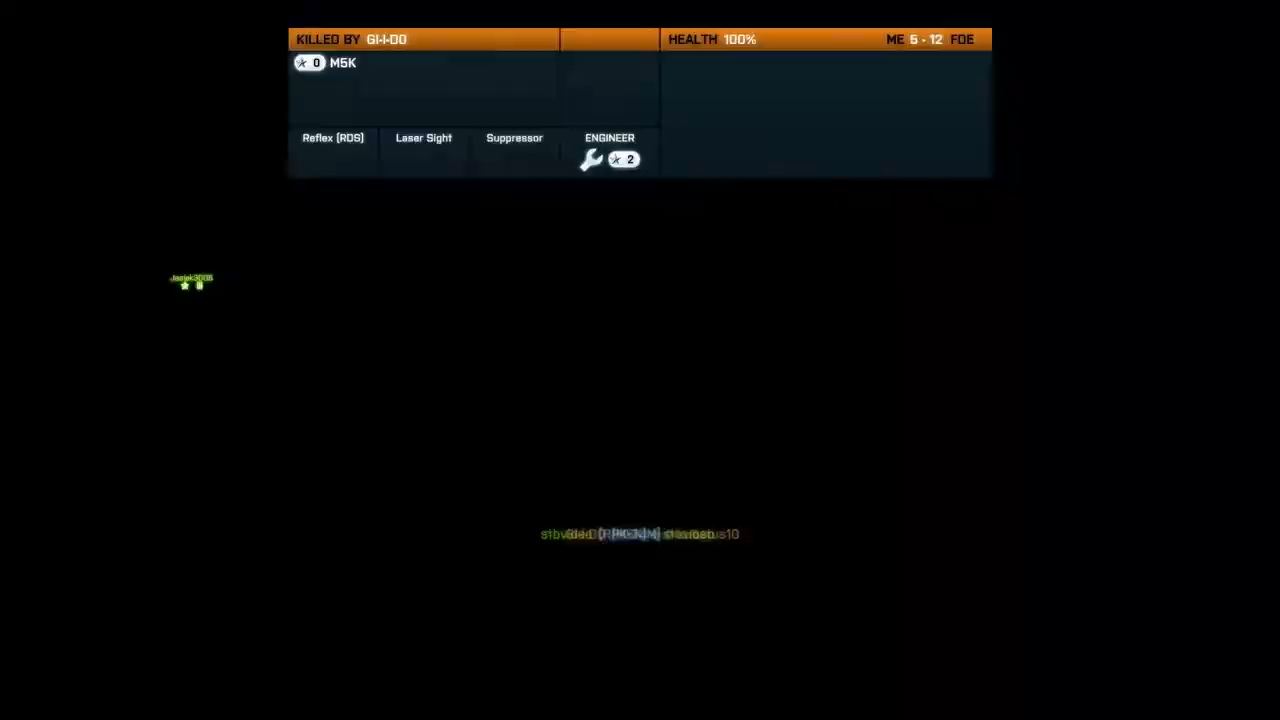 KILLED BY GI-I-DO HEALTH 100% ME 5 - 12 FOE
0 M5K
Reflex (RDS) Laser Sight Suppressor ENGINEER
2